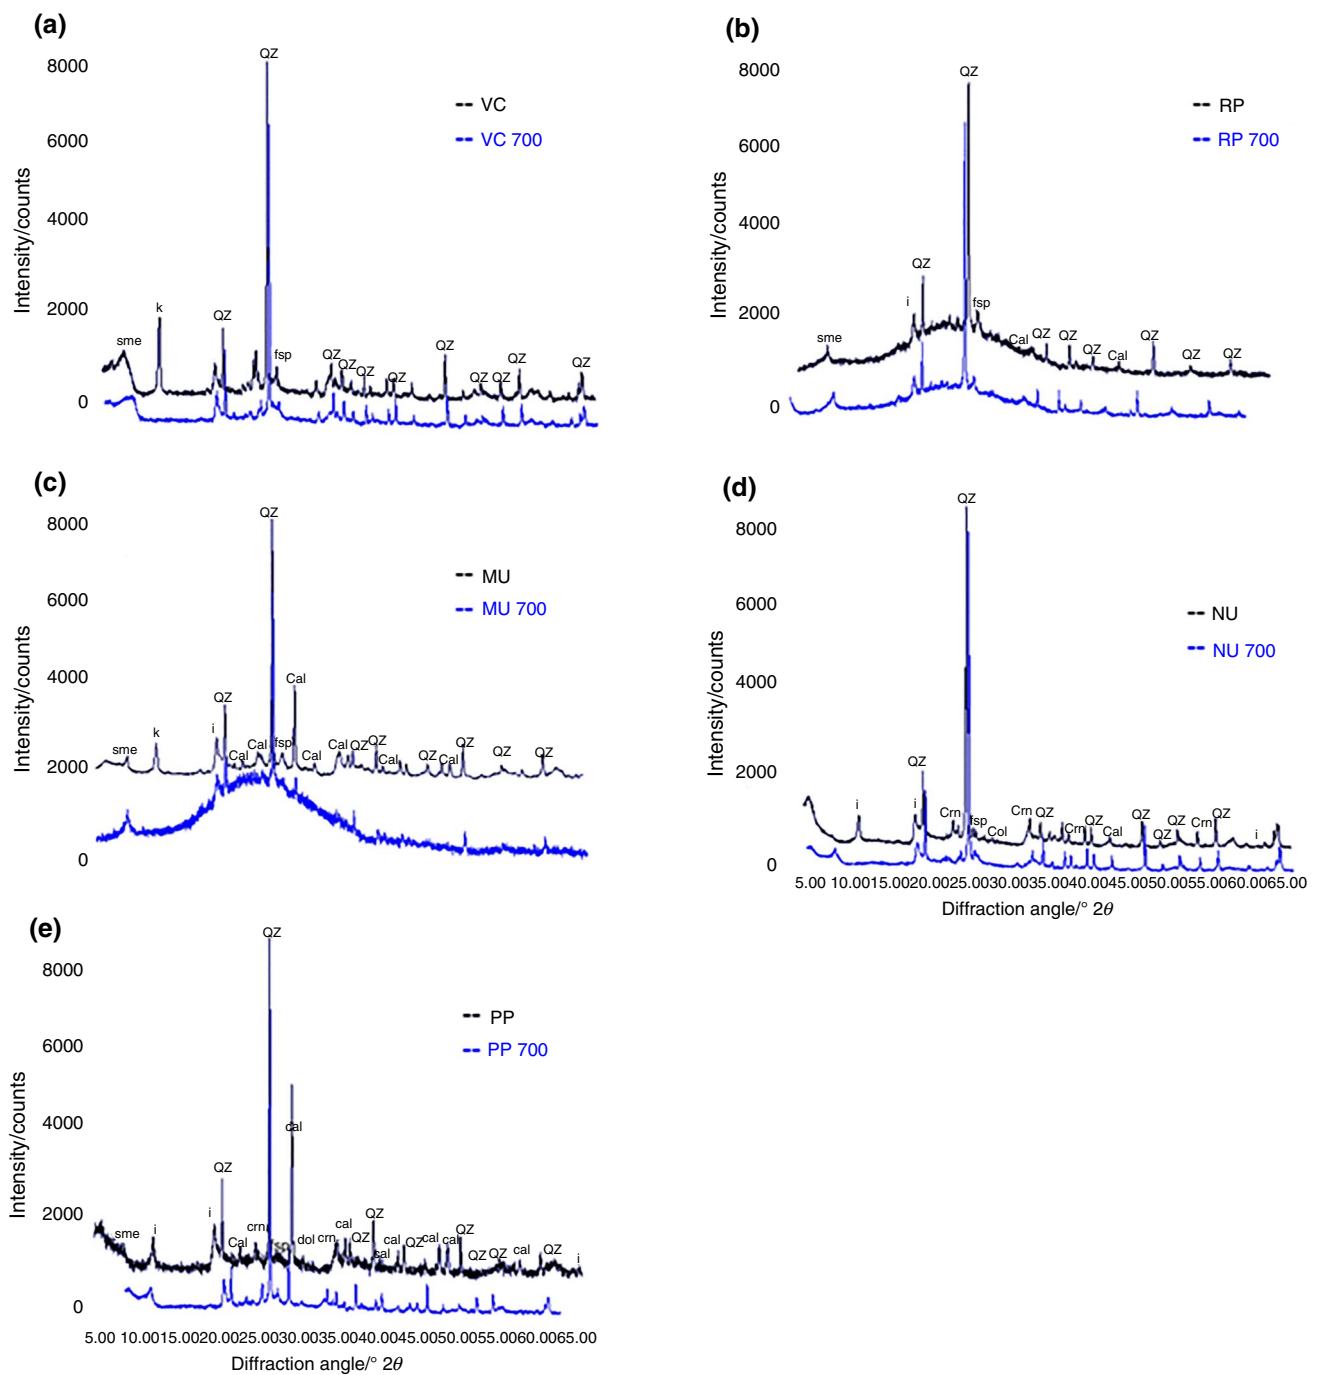 (a)
8000
6000
4000
2000
0
Intensity/counts
VC
VC 700
QZ
sme
k
QZ
fsp
QZ
QZ
QZ
QZ
QZ
QZ
QZ
QZ
QZ
(b)
8000
6000
4000
2000
0
Intensity/counts
RP
RP 700
QZ
sme
i
QZ
fsp
Cal
QZ
QZ
QZ
Cal
QZ
QZ
QZ
(c)
8000
6000
4000
2000
0
Intensity/counts
MU
MU 700
QZ
sme
k
i
QZ
Cal
Cal
fsp
Cal
Cal
Cal
QZ
QZ
Cal
QZ
Cal
QZ
QZ
QZ
(d)
8000
6000
4000
2000
0
Intensity/counts
NU
NU 700
QZ
i
i
QZ
Crn
fsp
Col
Crn
QZ
Crn
QZ
Cal
QZ
QZ
QZ
Crn
QZ
i
5.00 10.0015.0020.0025.0030.0035.0040.0045.0050.0055.0060.0065.00
Diffraction angle/° 2θ
(e)
8000
6000
4000
2000
0
Intensity/counts
PP
PP 700
QZ
sme
i
i
QZ
Cal
crn
cal
dol
crn
cal
QZ
QZ
cal
cal
QZ
cal
cal
QZ
QZ
QZ
cal
QZ
i
5.00 10.0015.0020.0025.0030.0035.0040.0045.0050.0055.0060.0065.00
Diffraction angle/° 2θ